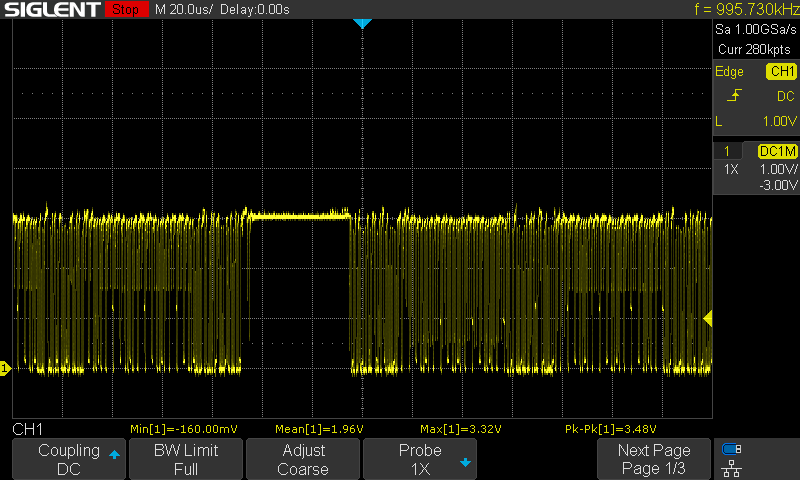 SIGLENT Stop M 20.0us/ Delay:0.00s f = 995.730kHz
Sa 1.00GSa/s
Curr 280kpts
Edge CH1
DC
L 1.00V
1 DC1M
1X 1.00V/
-3.00V
1
CH1 Min[1]=-160.00mV Mean[1]=1.96V Max[1]=3.32V Pk-Pk[1]=3.48V
Coupling BW Limit Adjust Probe Next Page
DC Full Coarse 1X Page 1/3